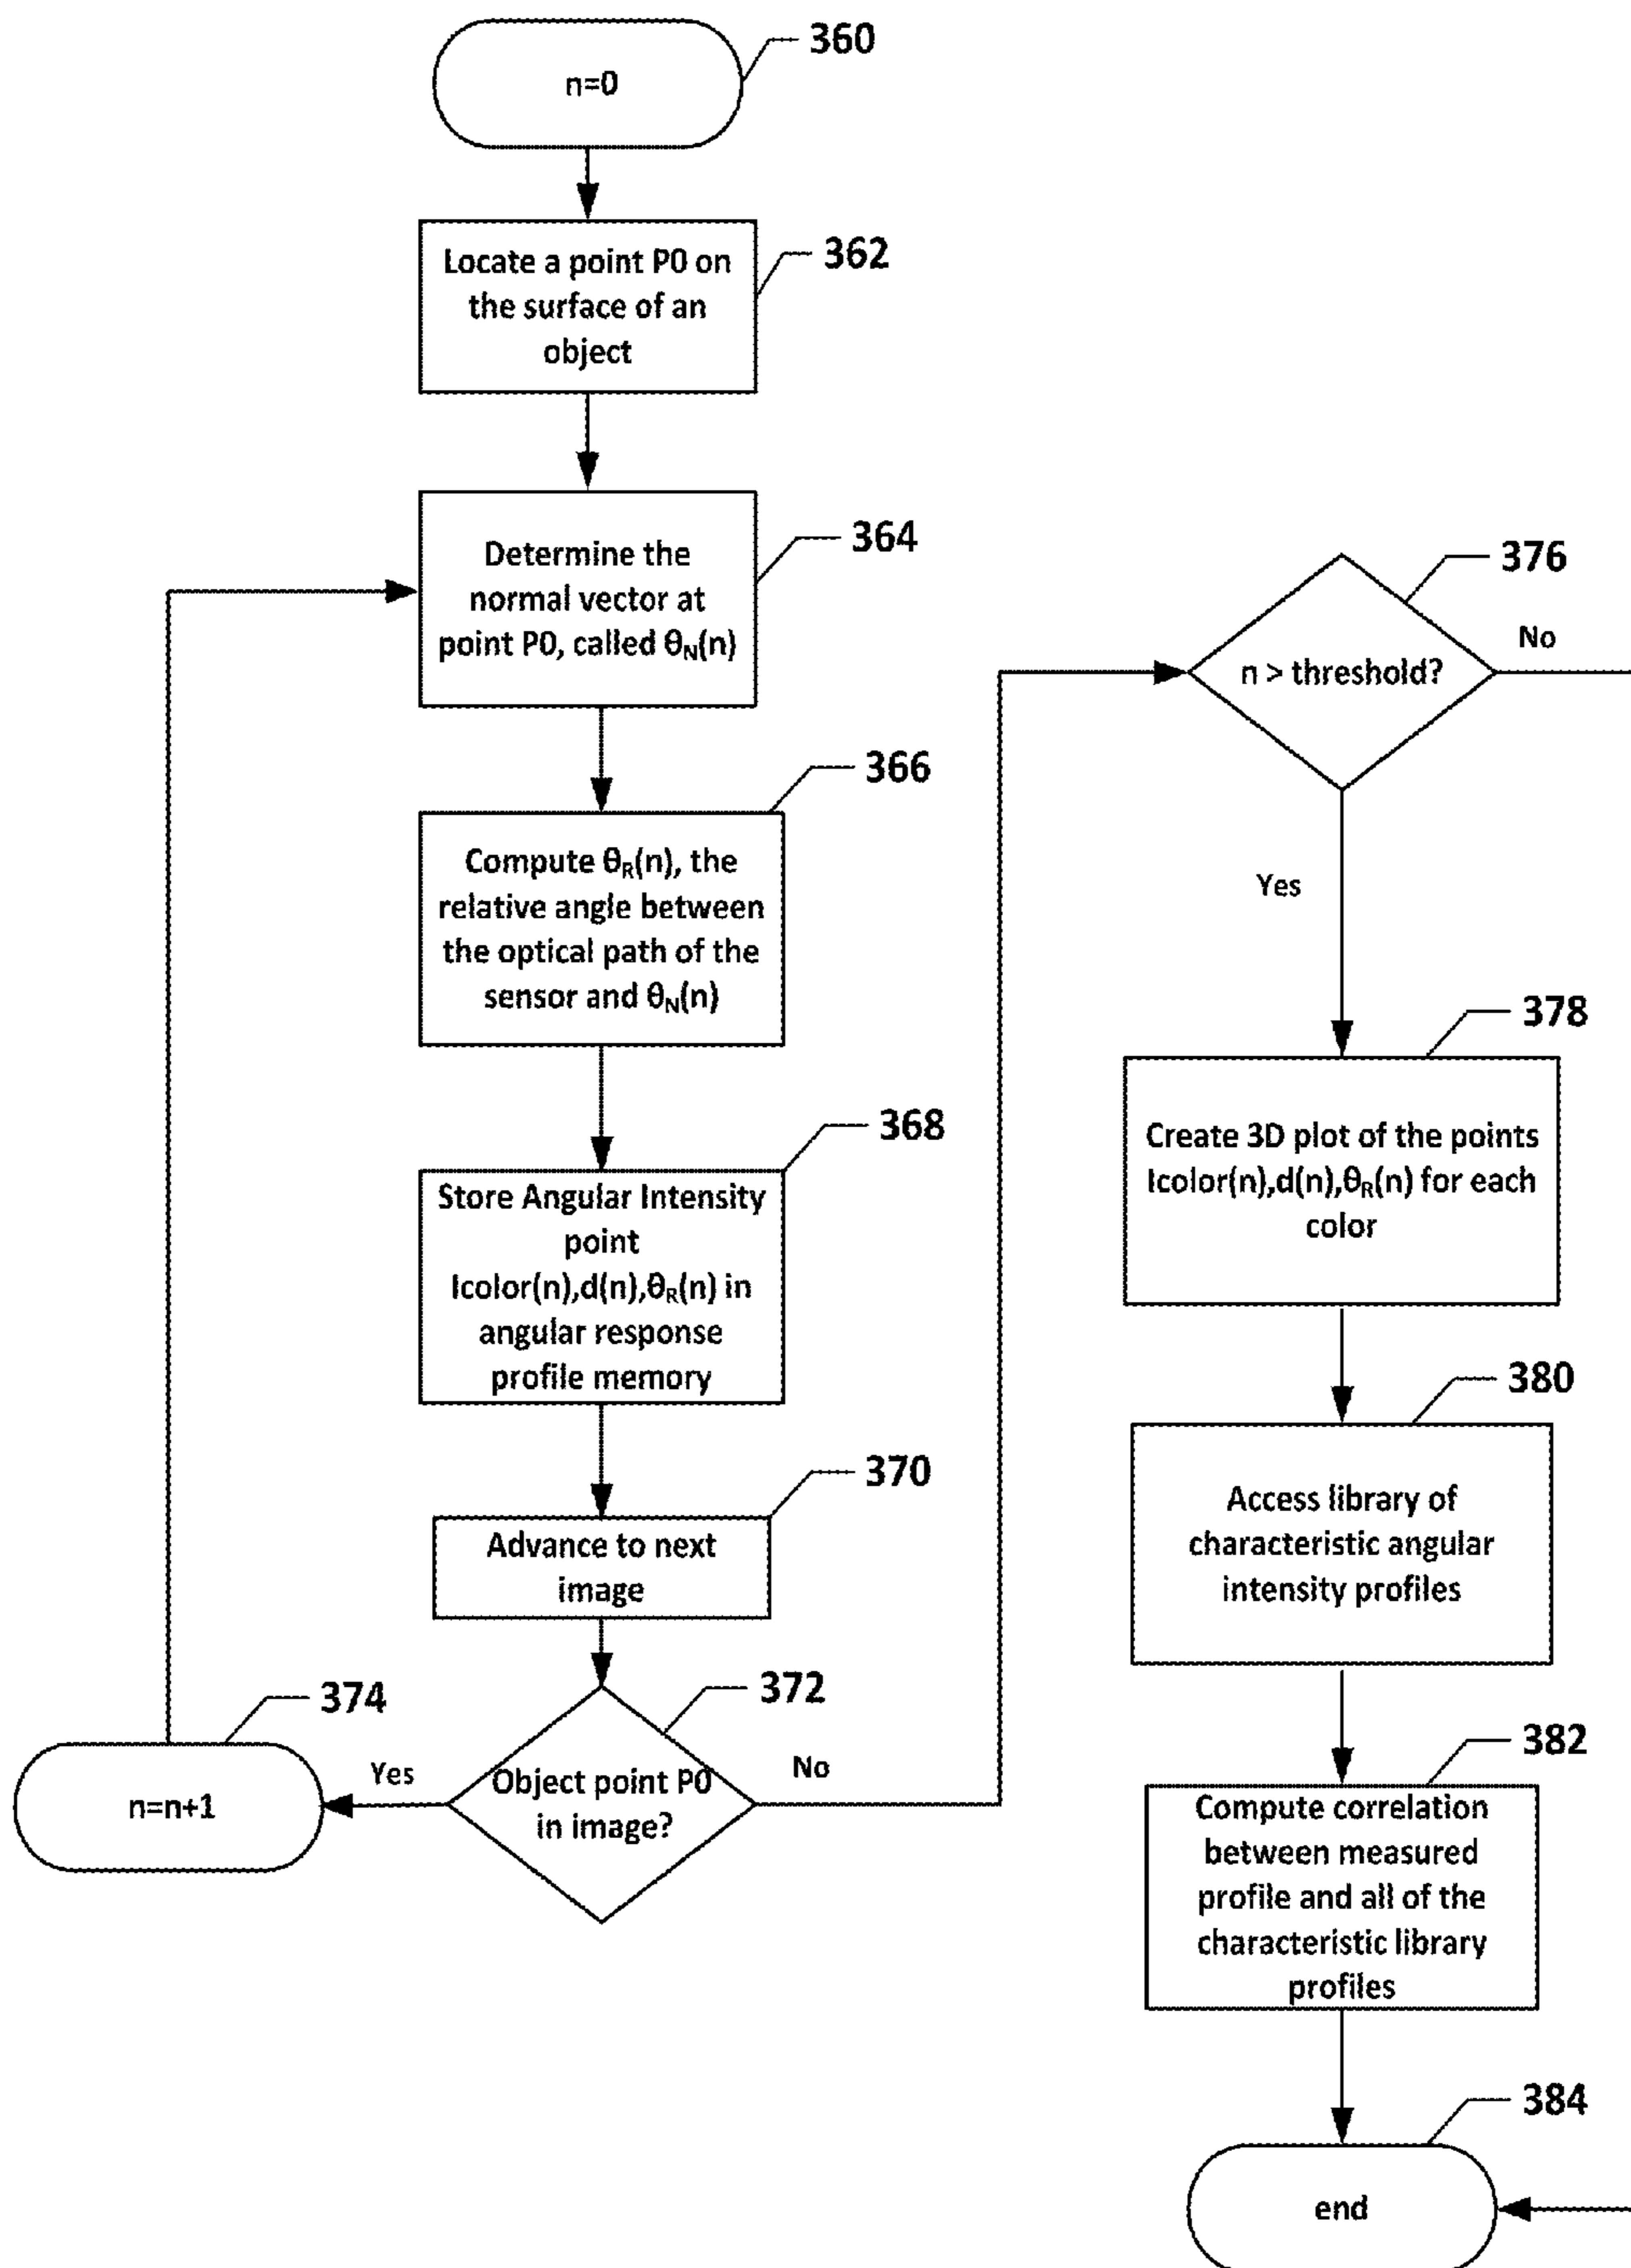 n=0
360
Locate a point P0 on
the surface of an
object
362
Determine the
normal vector at
point P0, called θN(n)
364
Compute θR(n), the
relative angle between
the optical path of the
sensor and θN(n)
366
Store Angular Intensity
point
Icolor(n),d(n),θR(n) in
angular response
profile memory
368
Advance to next
image
370
Object point P0
in image?
372
Yes
No
n=n+1
374
n > threshold?
376
No
Yes
Create 3D plot of the points
Icolor(n),d(n),θR(n) for each
color
378
Access library of
characteristic angular
intensity profiles
380
Compute correlation
between measured
profile and all of the
characteristic library
profiles
382
end
384